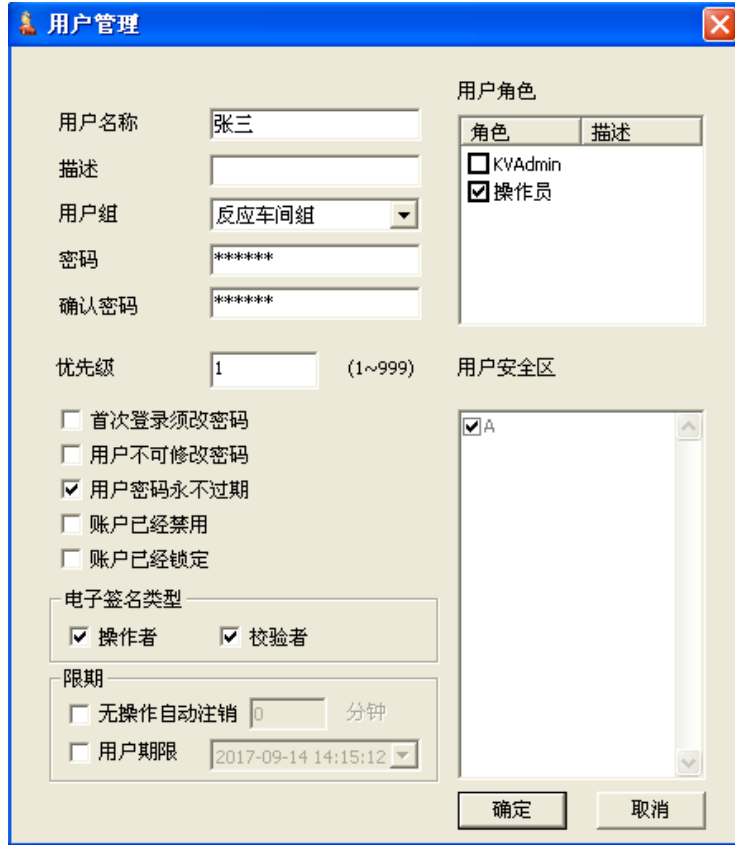 用户管理
用户名称 张三
描述
用户组 反应车间组
密码 ******
确认密码 ******
优先级 1 (1~999)
首次登录须改密码
用户不可修改密码
用户密码永不过期
账户已经禁用
账户已经锁定
电子签名类型
操作者 校验者
限期
无操作自动注销 0 分钟
用户期限 2017-09-14 14:15:12
用户角色
角色 描述
KVAdmin
操作员
用户安全区
A
确定 取消